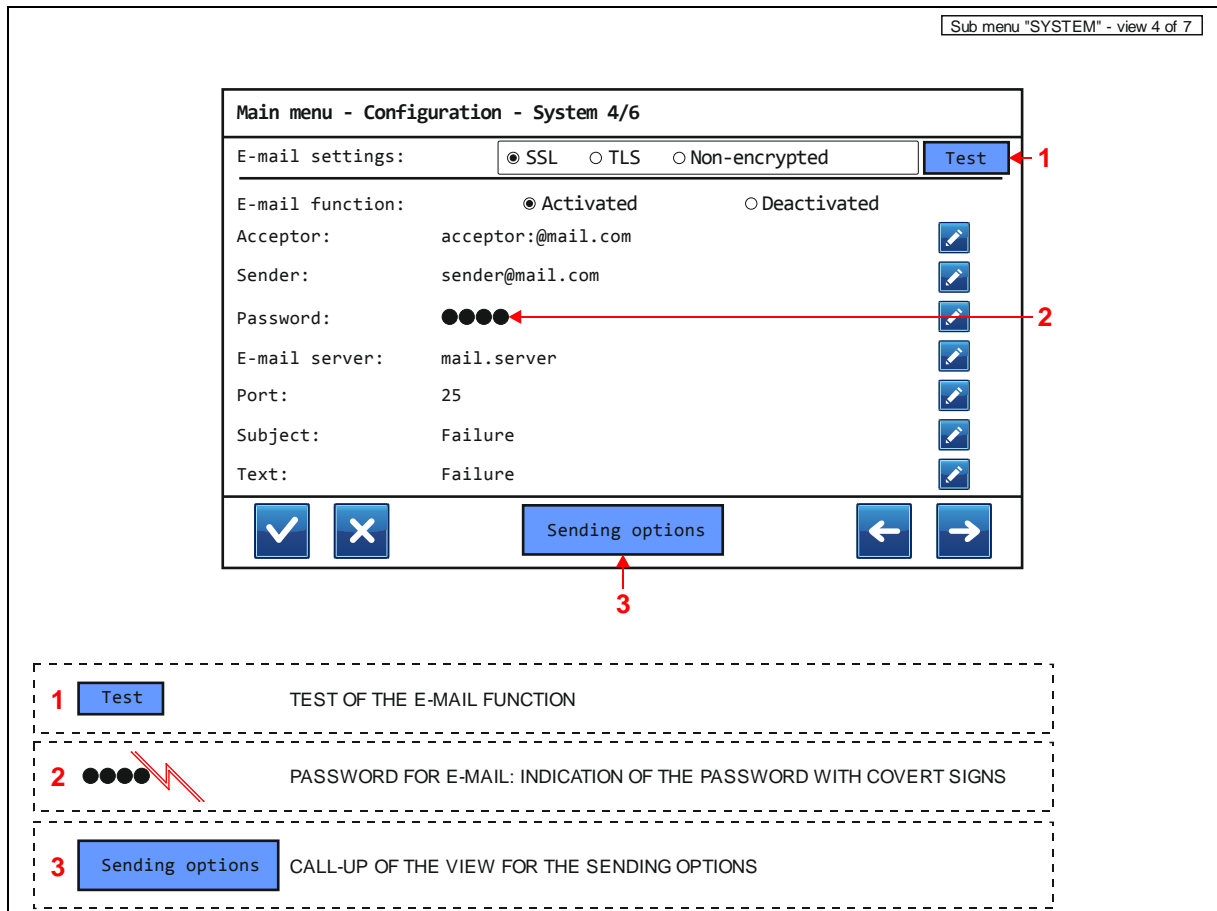 Sub menu "SYSTEM" - view 4 of 7
Main menu - Configuration - System 4/6
E-mail settings: SSL TLS Non-encrypted Test 1
E-mail function: Activated Deactivated
Acceptor: acceptor:@mail.com
Sender: sender@mail.com
Password: ●●●● 2
E-mail server: mail.server
Port: 25
Subject: Failure
Text: Failure
Sending options
3
1 Test TEST OF THE E-MAIL FUNCTION
2 ●●●● PASSWORD FOR E-MAIL: INDICATION OF THE PASSWORD WITH COVERT SIGNS
3 Sending options CALL-UP OF THE VIEW FOR THE SENDING OPTIONS